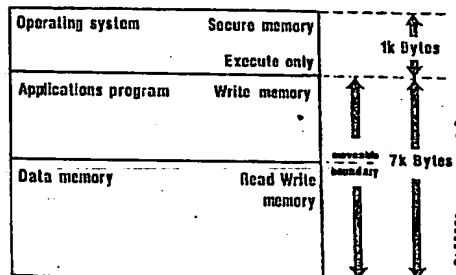 Operating system Secure memory
1k Bytes
Execute only
Applications program Write memory
moveable
boundary
7k Bytes
Data memory Read Write
memory